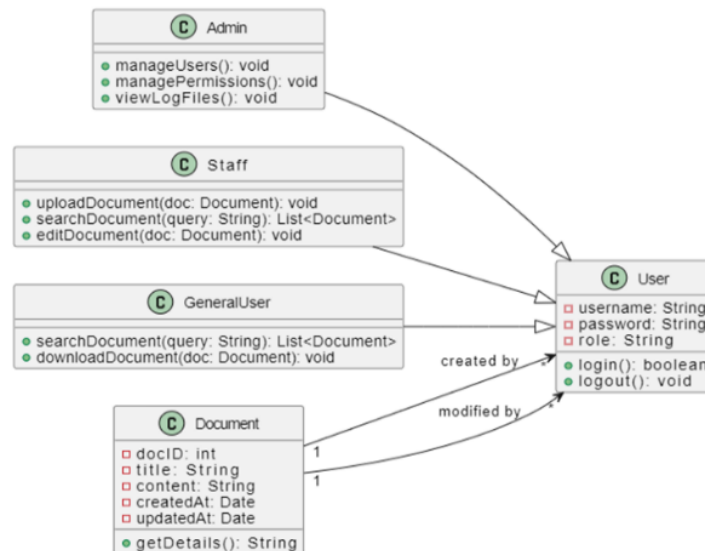 C Admin
manageUsers(): void
managePermissions(): void
viewLogFiles(): void
C Staff
uploadDocument(doc: Document): void
searchDocument(query: String): List<Document>
editDocument(doc: Document): void
C GeneralUser
searchDocument(query: String): List<Document>
downloadDocument(doc: Document): void
C User
username: String
password: String
role: String
login(): boolean
logout(): void
created by
*
modified by
*
1
1
C Document
docID: int
title: String
content: String
createdAt: Date
updatedAt: Date
getDetails(): String